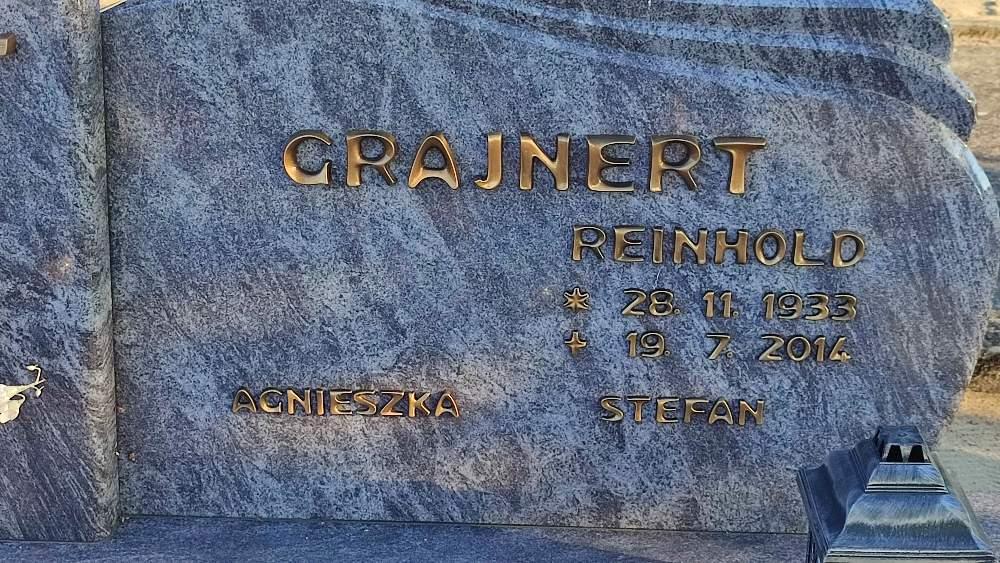 GRAJNERT
REINHOLD
* 28. 11. 1933
+ 19. 7. 2014
AGNIESZKA STEFAN